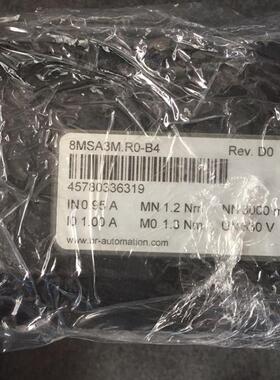 8MSA3M.R0-B4 Rev. D0
45780336319
IN 0.95 A MN 1.2 Nm
I0 1.00 A M0 1.3 Nm V
www.br-automation.com